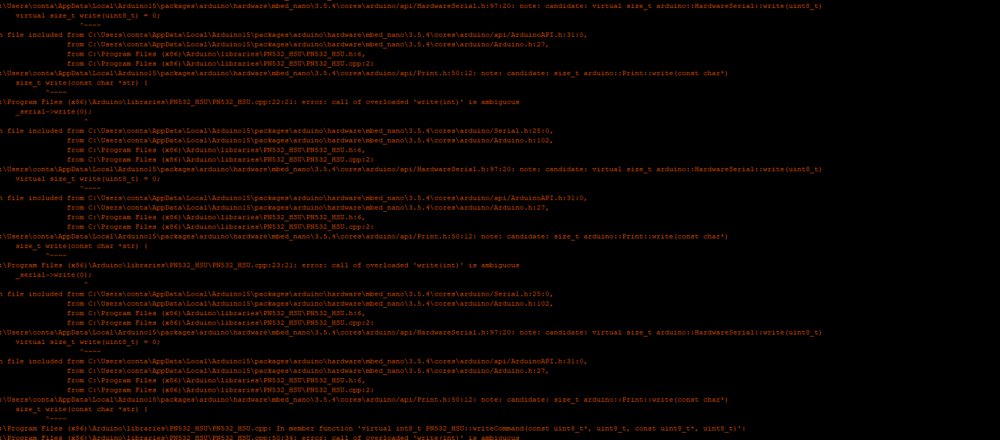 :\Users\conta\AppData\Local\Arduino15\packages\arduino\hardware\mbed_nano\3.5.4\cores\arduino/api/HardwareSerial.h:97:20: note: candidate: virtual size_t arduino::HardwareSerial::write(uint8_t)
virtual size_t write(uint8_t) = 0;
^~~~~
n file included from C:\Users\conta\AppData\Local\Arduino15\packages\arduino\hardware\mbed_nano\3.5.4\cores\arduino/api/ArduinoAPI.h:31:0,
from C:\Users\conta\AppData\Local\Arduino15\packages\arduino\hardware\mbed_nano\3.5.4\cores\arduino/Arduino.h:27,
from C:\Program Files (x86)\Arduino\libraries\PN532_HSU\PN532_HSU.h:6,
from C:\Program Files (x86)\Arduino\libraries\PN532_HSU\PN532_HSU.cpp:2:
:\Users\conta\AppData\Local\Arduino15\packages\arduino\hardware\mbed_nano\3.5.4\cores\arduino/api/Print.h:50:12: note: candidate: size_t arduino::Print::write(const char*)
size_t write(const char *str) {
^~~~~
:\Program Files (x86)\Arduino\libraries\PN532_HSU\PN532_HSU.cpp:22:21: error: call of overloaded 'write(int)' is ambiguous
_serial->write(0);
^
n file included from C:\Users\conta\AppData\Local\Arduino15\packages\arduino\hardware\mbed_nano\3.5.4\cores\arduino/Serial.h:25:0,
from C:\Users\conta\AppData\Local\Arduino15\packages\arduino\hardware\mbed_nano\3.5.4\cores\arduino/Arduino.h:102,
from C:\Program Files (x86)\Arduino\libraries\PN532_HSU\PN532_HSU.h:6,
from C:\Program Files (x86)\Arduino\libraries\PN532_HSU\PN532_HSU.cpp:2:
:\Users\conta\AppData\Local\Arduino15\packages\arduino\hardware\mbed_nano\3.5.4\cores\arduino/api/HardwareSerial.h:97:20: note: candidate: virtual size_t arduino::HardwareSerial::write(uint8_t)
virtual size_t write(uint8_t) = 0;
^~~~~
n file included from C:\Users\conta\AppData\Local\Arduino15\packages\arduino\hardware\mbed_nano\3.5.4\cores\arduino/api/ArduinoAPI.h:31:0,
from C:\Users\conta\AppData\Local\Arduino15\packages\arduino\hardware\mbed_nano\3.5.4\cores\arduino/Arduino.h:27,
from C:\Program Files (x86)\Arduino\libraries\PN532_HSU\PN532_HSU.h:6,
from C:\Program Files (x86)\Arduino\libraries\PN532_HSU\PN532_HSU.cpp:2:
:\Users\conta\AppData\Local\Arduino15\packages\arduino\hardware\mbed_nano\3.5.4\cores\arduino/api/Print.h:50:12: note: candidate: size_t arduino::Print::write(const char*)
size_t write(const char *str) {
^~~~~
:\Program Files (x86)\Arduino\libraries\PN532_HSU\PN532_HSU.cpp:23:21: error: call of overloaded 'write(int)' is ambiguous
_serial->write(0);
^
n file included from C:\Users\conta\AppData\Local\Arduino15\packages\arduino\hardware\mbed_nano\3.5.4\cores\arduino/Serial.h:25:0,
from C:\Users\conta\AppData\Local\Arduino15\packages\arduino\hardware\mbed_nano\3.5.4\cores\arduino/Arduino.h:102,
from C:\Program Files (x86)\Arduino\libraries\PN532_HSU\PN532_HSU.h:6,
from C:\Program Files (x86)\Arduino\libraries\PN532_HSU\PN532_HSU.cpp:2:
:\Users\conta\AppData\Local\Arduino15\packages\arduino\hardware\mbed_nano\3.5.4\cores\arduino/api/HardwareSerial.h:97:20: note: candidate: virtual size_t arduino::HardwareSerial::write(uint8_t)
virtual size_t write(uint8_t) = 0;
^~~~~
n file included from C:\Users\conta\AppData\Local\Arduino15\packages\arduino\hardware\mbed_nano\3.5.4\cores\arduino/api/ArduinoAPI.h:31:0,
from C:\Users\conta\AppData\Local\Arduino15\packages\arduino\hardware\mbed_nano\3.5.4\cores\arduino/Arduino.h:27,
from C:\Program Files (x86)\Arduino\libraries\PN532_HSU\PN532_HSU.h:6,
from C:\Program Files (x86)\Arduino\libraries\PN532_HSU\PN532_HSU.cpp:2:
:\Users\conta\AppData\Local\Arduino15\packages\arduino\hardware\mbed_nano\3.5.4\cores\arduino/api/Print.h:50:12: note: candidate: size_t arduino::Print::write(const char*)
size_t write(const char *str) {
^~~~~
:\Program Files (x86)\Arduino\libraries\PN532_HSU\PN532_HSU.cpp: In member function 'virtual int8_t PN532_HSU::writeCommand(const uint8_t*, uint8_t, const uint8_t*, uint8_t)':
:\Program Files (x86)\Arduino\libraries\PN532_HSU\PN532_HSU.cpp:50:34: error: call of overloaded 'write(int)' is ambiguous